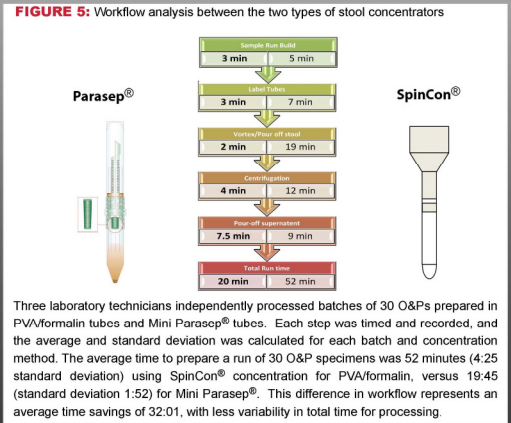 FIGURE 5: Workflow analysis between the two types of stool concentrators
Parasep®
SpinCon®
Sample Run Build
3 min 5 min
Label Tubes
3 min 7 min
Vortex/Pour off stool
2 min 19 min
Centrifugation
4 min 12 min
Pour-off supernatent
7.5 min 9 min
Total Run time
20 min 52 min
Three laboratory technicians independently processed batches of 30 O&Ps prepared in
PVA/formalin tubes and Mini Parasep® tubes. Each step was timed and recorded, and
the average and standard deviation was calculated for each batch and concentration
method. The average time to prepare a run of 30 O&P specimens was 52 minutes (4:25
standard deviation) using SpinCon® concentration for PVA/formalin, versus 19:45
(standard deviation 1:52) for Mini Parasep®. This difference in workflow represents an
average time savings of 32:01, with less variability in total time for processing.